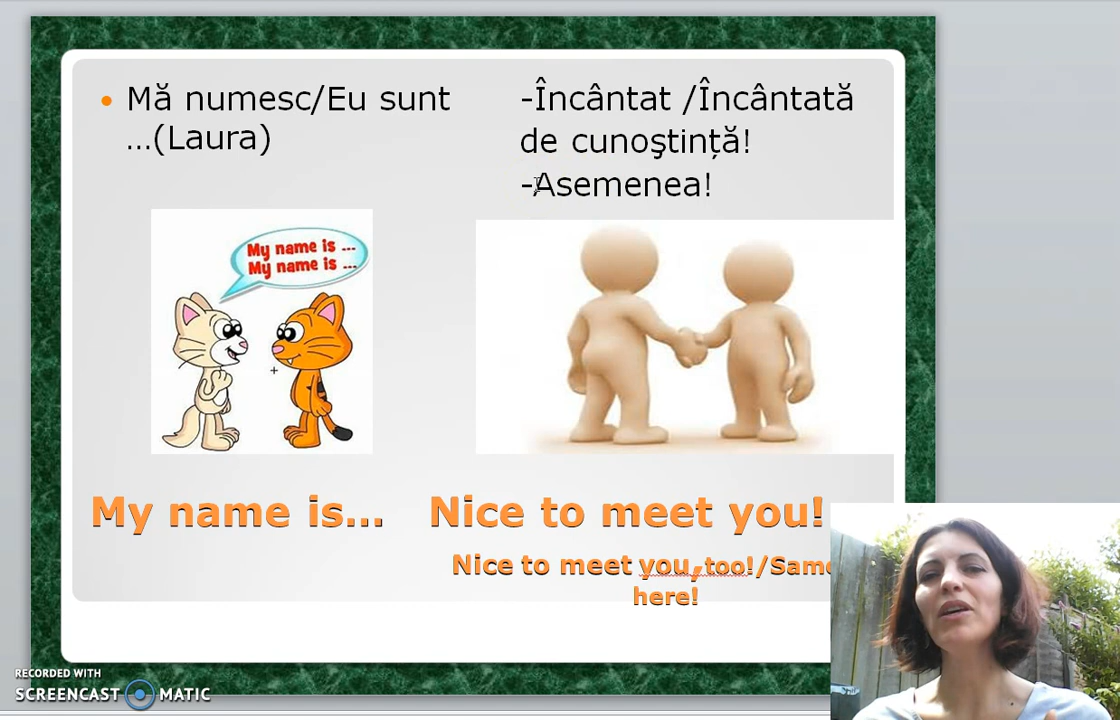 Mă numesc/Eu sunt
…(Laura)
-Încântat /Încântată
de cunoştință!
-Asemenea!
My name is ...
My name is ...
My name is...
Nice to meet you!
Nice to meet you,too!/Same
here!
RECORDED WITH
SCREENCAST MATIC